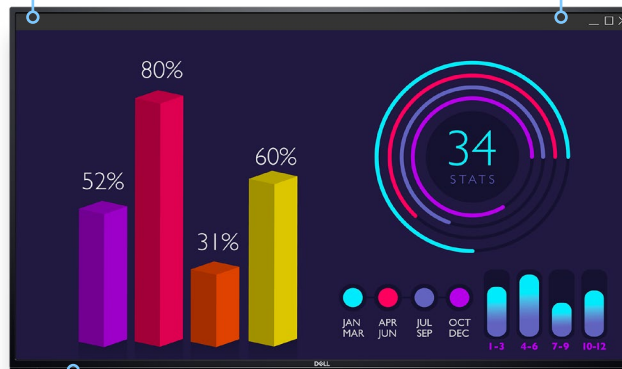 80%
52%
60%
31%
34
STATS
JAN
MAR
APR
JUN
JUL
SEP
OCT
DEC
1-3 4-6 7-9 10-12
DELL